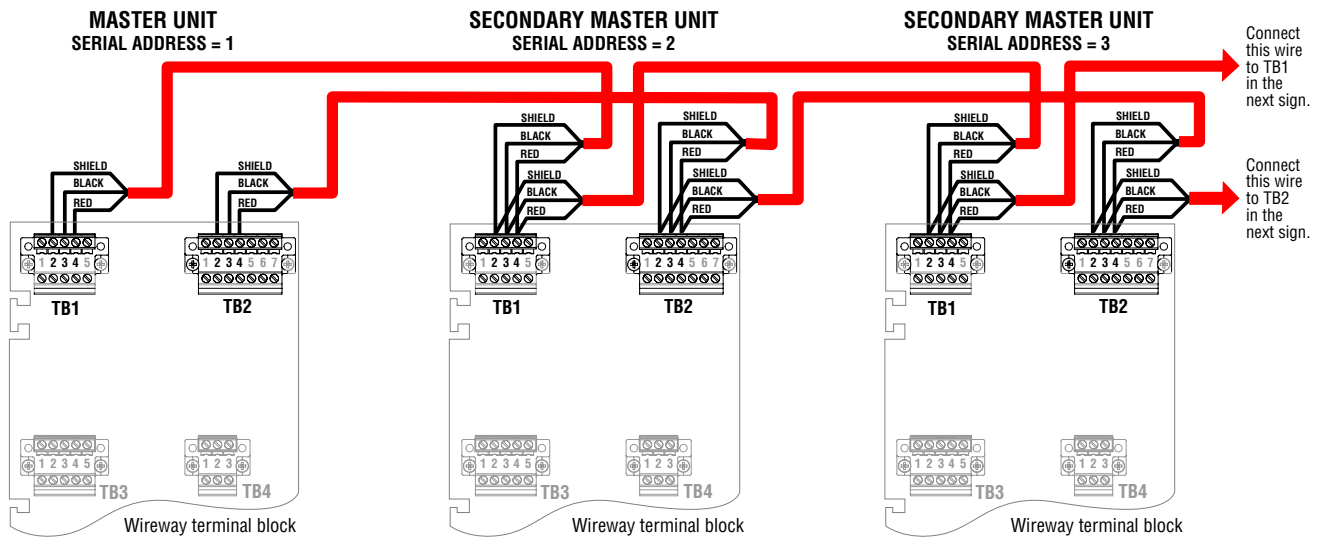 MASTER UNIT
SERIAL ADDRESS = 1
SECONDARY MASTER UNIT
SERIAL ADDRESS = 2
SECONDARY MASTER UNIT
SERIAL ADDRESS = 3
Connect
this wire
to TB1
in the
next sign.
Connect
this wire
to TB2
in the
next sign.
SHIELD
BLACK
RED
SHIELD
BLACK
RED
SHIELD
BLACK
RED
SHIELD
BLACK
RED
SHIELD
BLACK
RED
SHIELD
BLACK
RED
SHIELD
BLACK
RED
SHIELD
BLACK
RED
SHIELD
BLACK
RED
SHIELD
BLACK
RED
1 2 3 4 5
1 2 3 4 5 6 7
1 2 3 4 5
1 2 3 4 5 6 7
1 2 3 4 5
1 2 3 4 5 6 7
TB1
TB2
TB1
TB2
TB1
TB2
1 2 3 4 5
1 2 3
1 2 3 4 5
1 2 3
1 2 3 4 5
1 2 3
TB3
TB4
TB3
TB4
TB3
TB4
Wireway terminal block
Wireway terminal block
Wireway terminal block